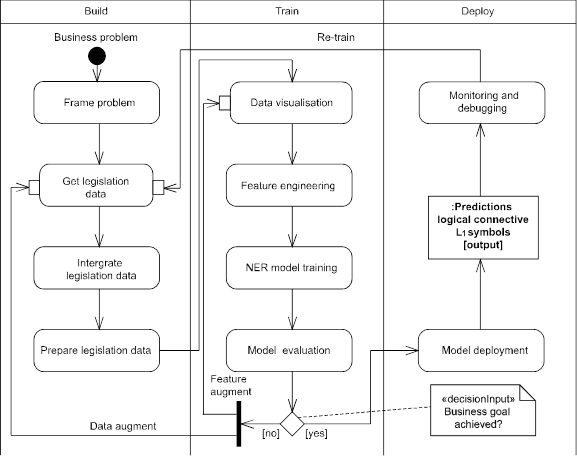 Build
Train
Deploy
Business problem
Re-train
Frame problem
Data visualisation
Monitoring and
debugging
Get legislation
data
Feature engineering
:Predictions
logical connective
L1 symbols
[output]
Intergrate
legislation data
NER model training
Prepare legislation data
Model evaluation
Model deployment
Feature
augment
«decisionInput»
Business goal
achieved?
Data augment
[no]
[yes]